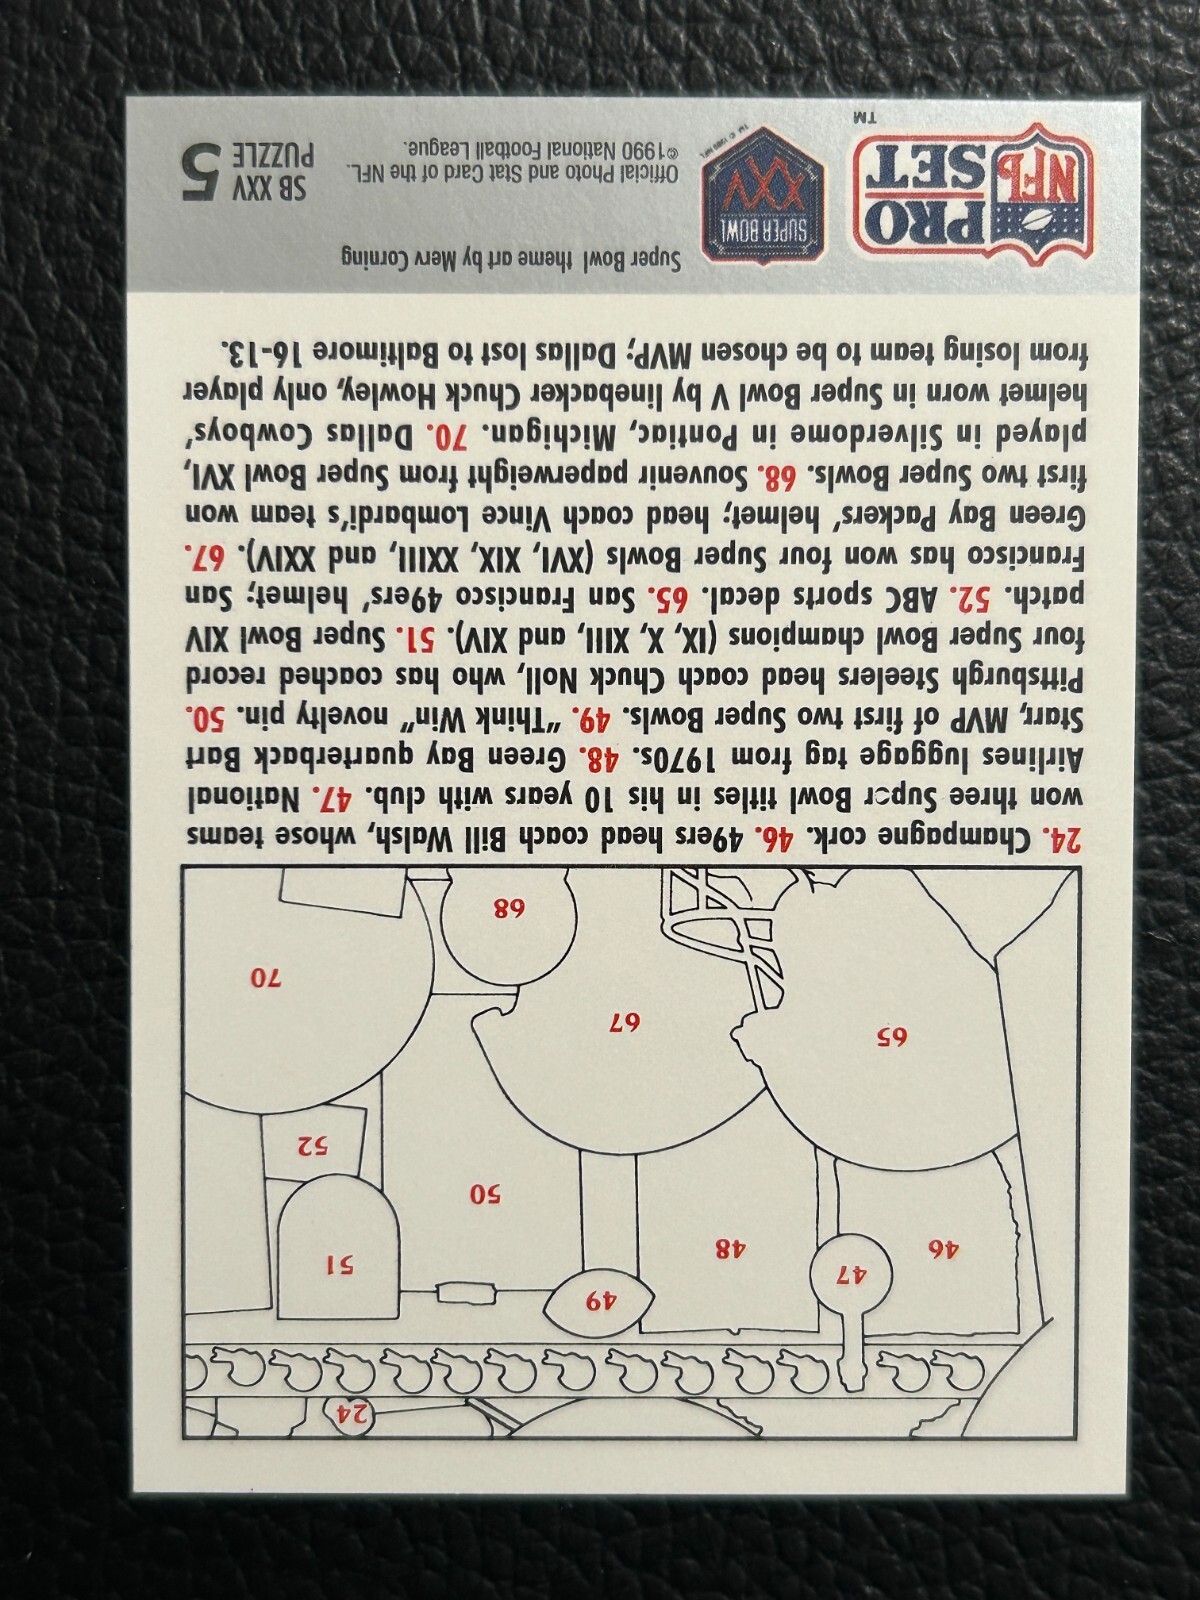 24
46
47
48
49
50
51
52
65
67
68
70
24. Champagne cork. 46. 49ers head coach Bill Walsh, whose teams
won three Super Bowl titles in his 10 years with club. 47. National
Airlines luggage tag from 1970s. 48. Green Bay quarterback Bart
Starr, MVP of first two Super Bowls. 49. "Think Win" novelty pin. 50.
Pittsburgh Steelers head coach Chuck Noll, who has coached record
four Super Bowl champions (IX, X, XIII, and XIV). 51. Super Bowl XIV
patch. 52. ABC sports decal. 65. San Francisco 49ers' helmet; San
Francisco has won four Super Bowls (XVI, XIX, XXIII, and XXIV). 67.
Green Bay Packers' helmet; head coach Vince Lombardi's team won
first two Super Bowls. 68. Souvenir paperweight from Super Bowl XVI,
played in Silverdome in Pontiac, Michigan. 70. Dallas Cowboys'
helmet worn in Super Bowl V by linebacker Chuck Howley, only player
from losing team to be chosen MVP; Dallas lost to Baltimore 16-13.
NFL PRO SET
TM
SUPER BOWL
XXV
Super Bowl theme art by Merv Corning
Official Photo and Stat Card of the NFL.
©1990 National Football League.
SB XXV
PUZZLE 5